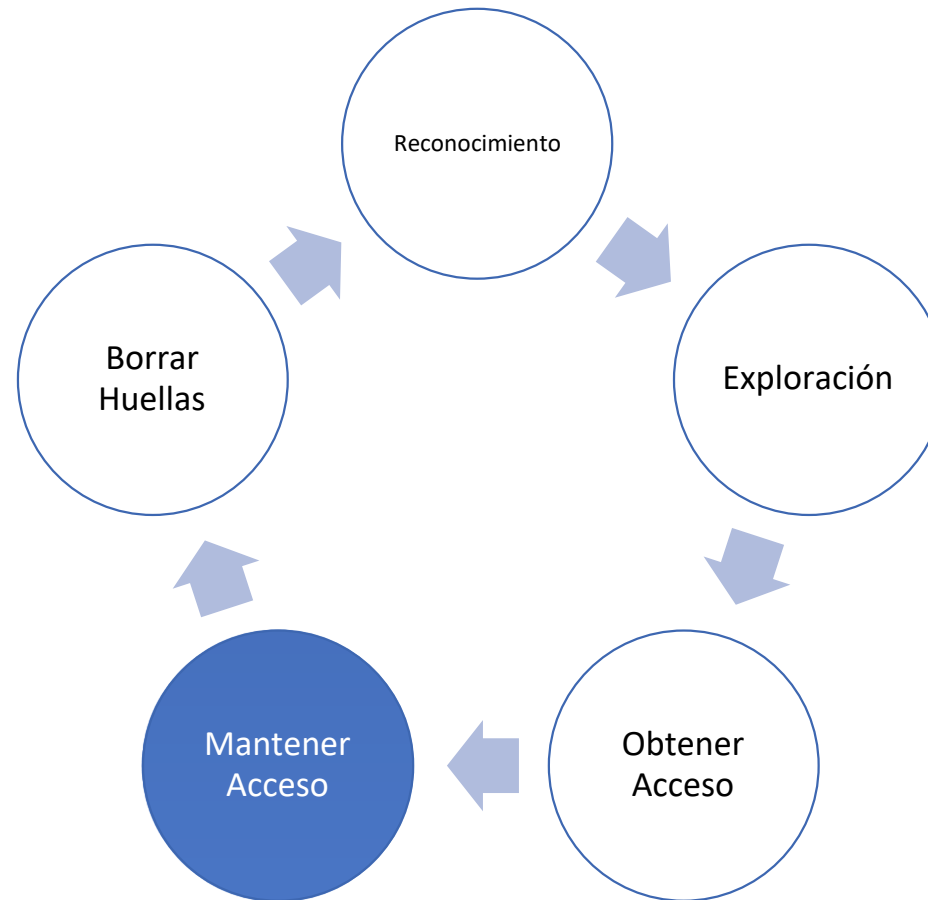 Reconocimiento
Exploración
Obtener
Acceso
Mantener
Acceso
Borrar
Huellas